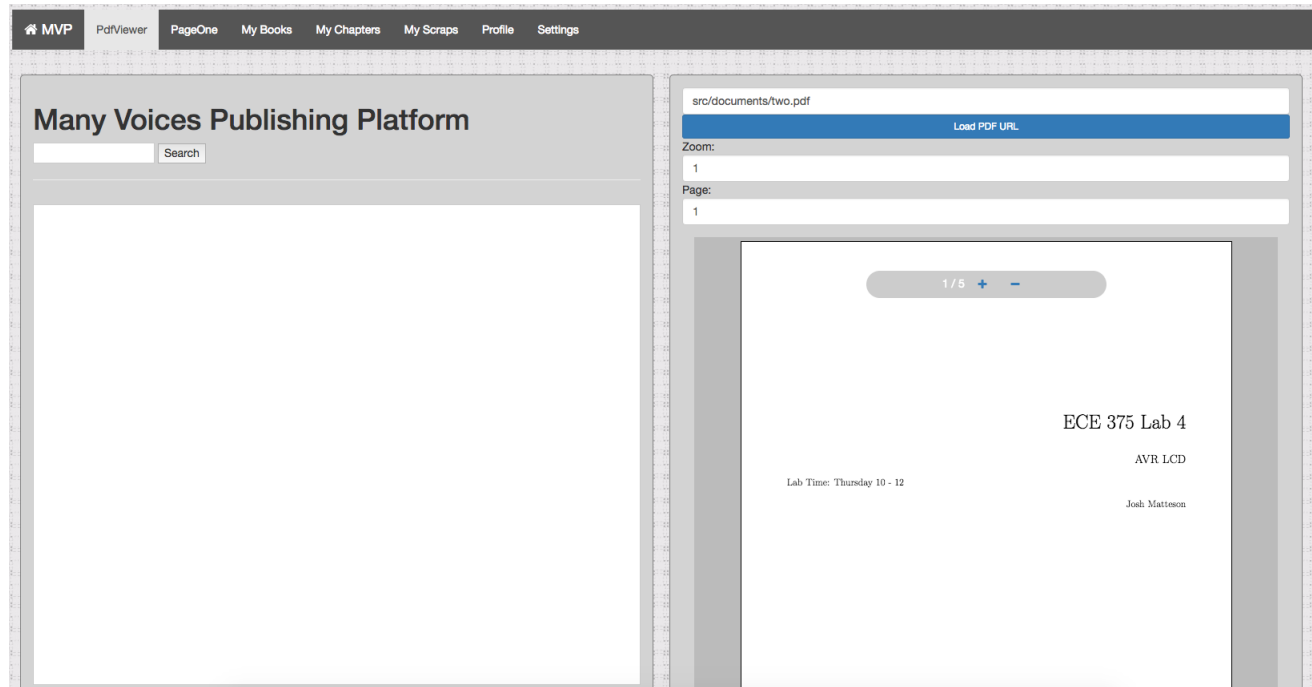 MVP PdfViewer PageOne My Books My Chapters My Scraps Profile Settings
Many Voices Publishing Platform
Search
src/documents/two.pdf
Load PDF URL
Zoom:
1
Page:
1
1 / 5 + −
ECE 375 Lab 4
AVR LCD
Lab Time: Thursday 10 - 12
Josh Matteson